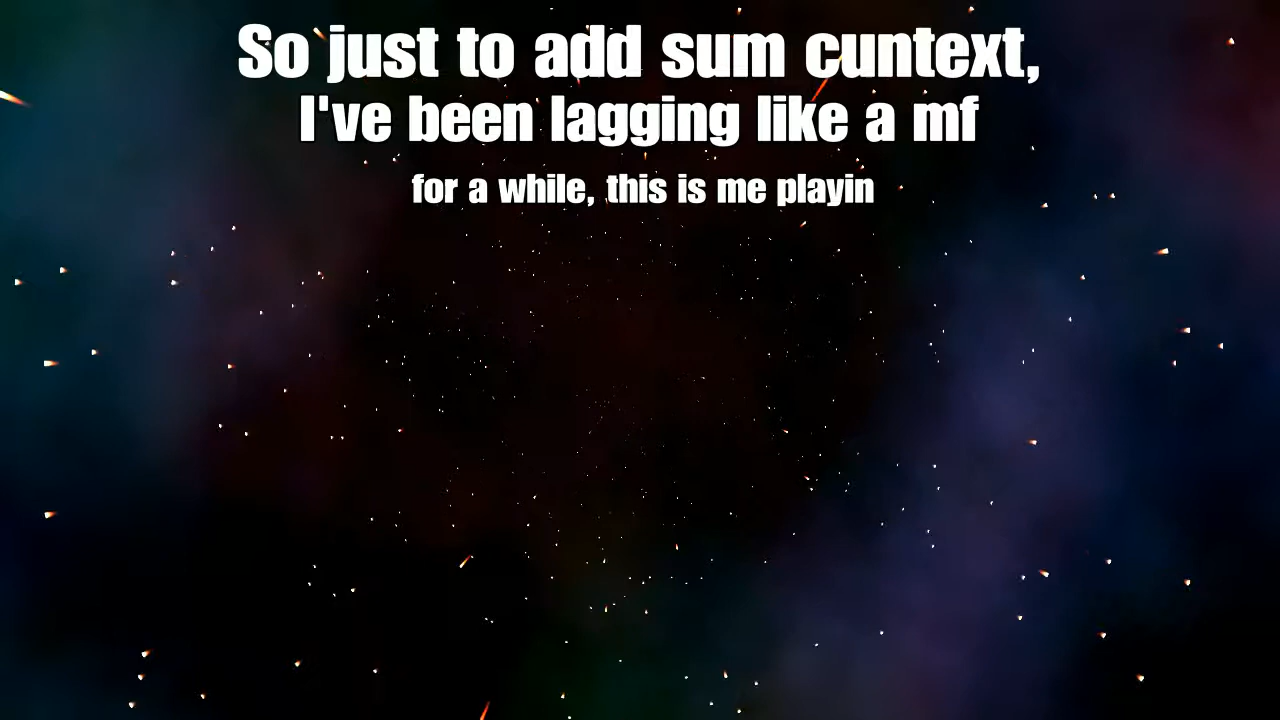 So just to add sum cuntext,
I've been lagging like a mf
for a while, this is me playin